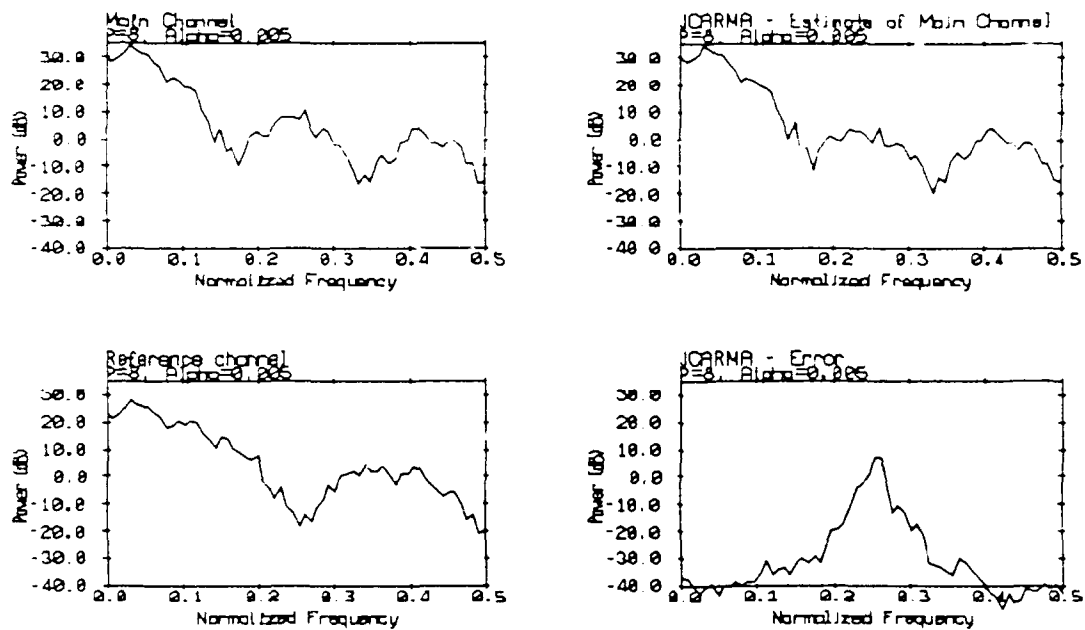 Main Channel
P=8, Alpha=0.005
30.0
20.0
10.0
0.0
-10.0
-20.0
-30.0
-40.0
Power (dB)
0.0 0.1 0.2 0.3 0.4 0.5
Normalized Frequency
JCARMA - Estimate of Main Channel
P=8, Alpha=0.005
30.0
20.0
10.0
0.0
-10.0
-20.0
-30.0
-40.0
Power (dB)
0.0 0.1 0.2 0.3 0.4 0.5
Normalized Frequency
Reference channel
P=8, Alpha=0.005
30.0
20.0
10.0
0.0
-10.0
-20.0
-30.0
-40.0
Power (dB)
0.0 0.1 0.2 0.3 0.4 0.5
Normalized Frequency
JCARMA - Error
P=8, Alpha=0.005
30.0
20.0
10.0
0.0
-10.0
-20.0
-30.0
-40.0
Power (dB)
0.0 0.1 0.2 0.3 0.4 0.5
Normalized Frequency